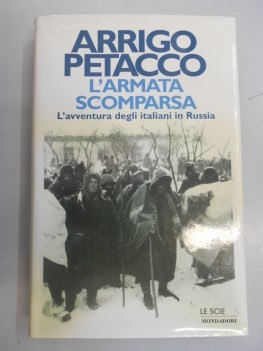 ARRIGO
PETACCO
L'ARMATA
SCOMPARSA
L'avventura degli italiani in Russia
LE SCIE
MONDADORI